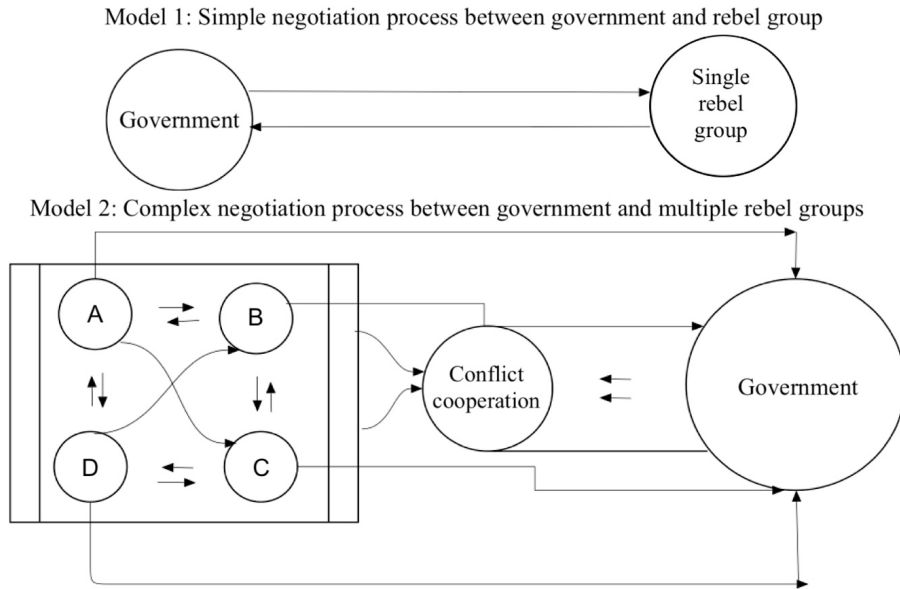 Model 1: Simple negotiation process between government and rebel group
Government
Single
rebel
group
Model 2: Complex negotiation process between government and multiple rebel groups
A
B
Conflict
cooperation
Government
D
C